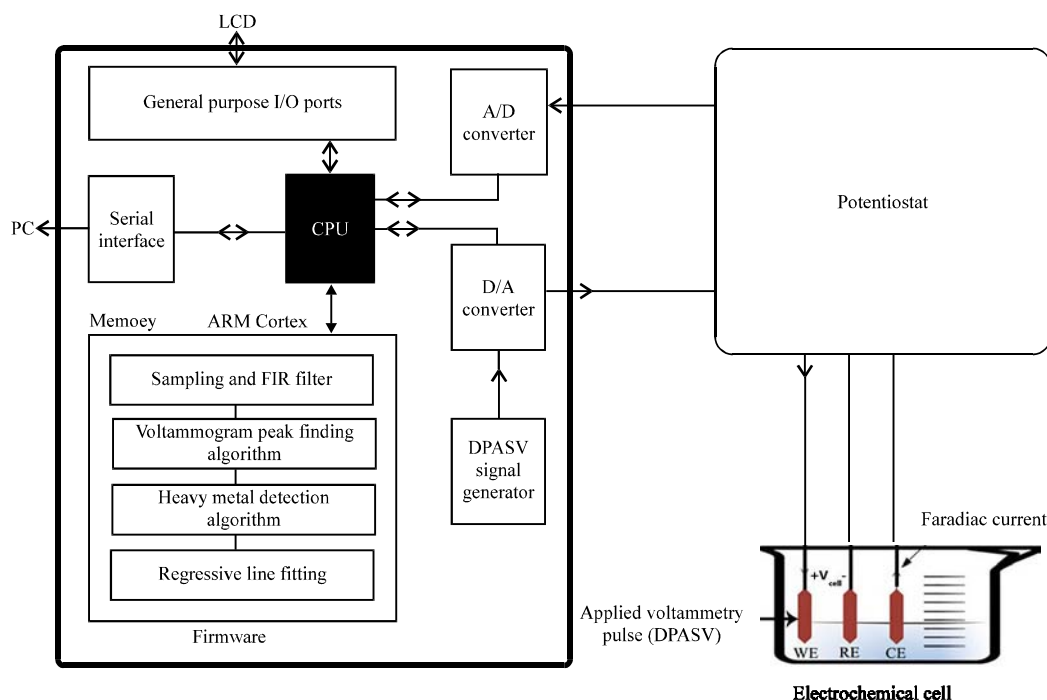 LCD
General purpose I/O ports
A/D
converter
Potentiostat
PC
Serial
interface
CPU
D/A
converter
Memoey
ARM Cortex
Sampling and FIR filter
Voltammogram peak finding
algorithm
Heavy metal detection
algorithm
Regressive line fitting
Firmware
DPASV
signal
generator
Faradiac current
+Vcell-
Applied voltammetry
pulse (DPASV)
WE RE CE
Electrochemical cell